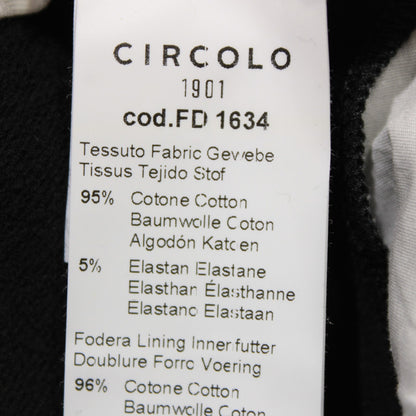 CIRCOLO
1901
cod.FD 1634
Tessuto Fabric Gewebe
Tissus Tejido Stof
95% Cotone Cotton
Baumwolle Coton
Algodón Katoen
5% Elastan Elastane
Elasthan Élasthanne
Elastano Elastaan
Fodera Lining Innenfutter
Doublure Forro Voering
96% Cotone Cotton
Baumwolle Coton